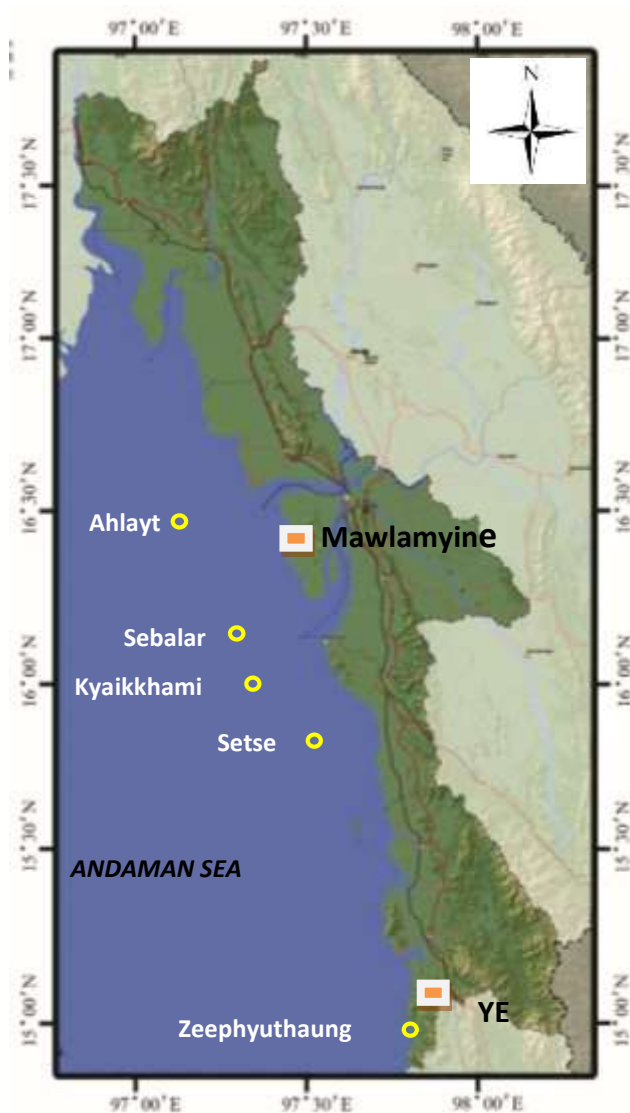 97°00'E
97°30'E
98°00'E
N
17°30'N
17°30'N
17°00'N
17°00'N
16°30'N
16°30'N
Ahlayt
Mawlamyine
Sebalar
Kyaikkhami
16°00'N
16°00'N
Setse
15°30'N
15°30'N
ANDAMAN SEA
YE
Zeephyuthaung
15°00'N
15°00'N
97°00'E
97°30'E
98°00'E